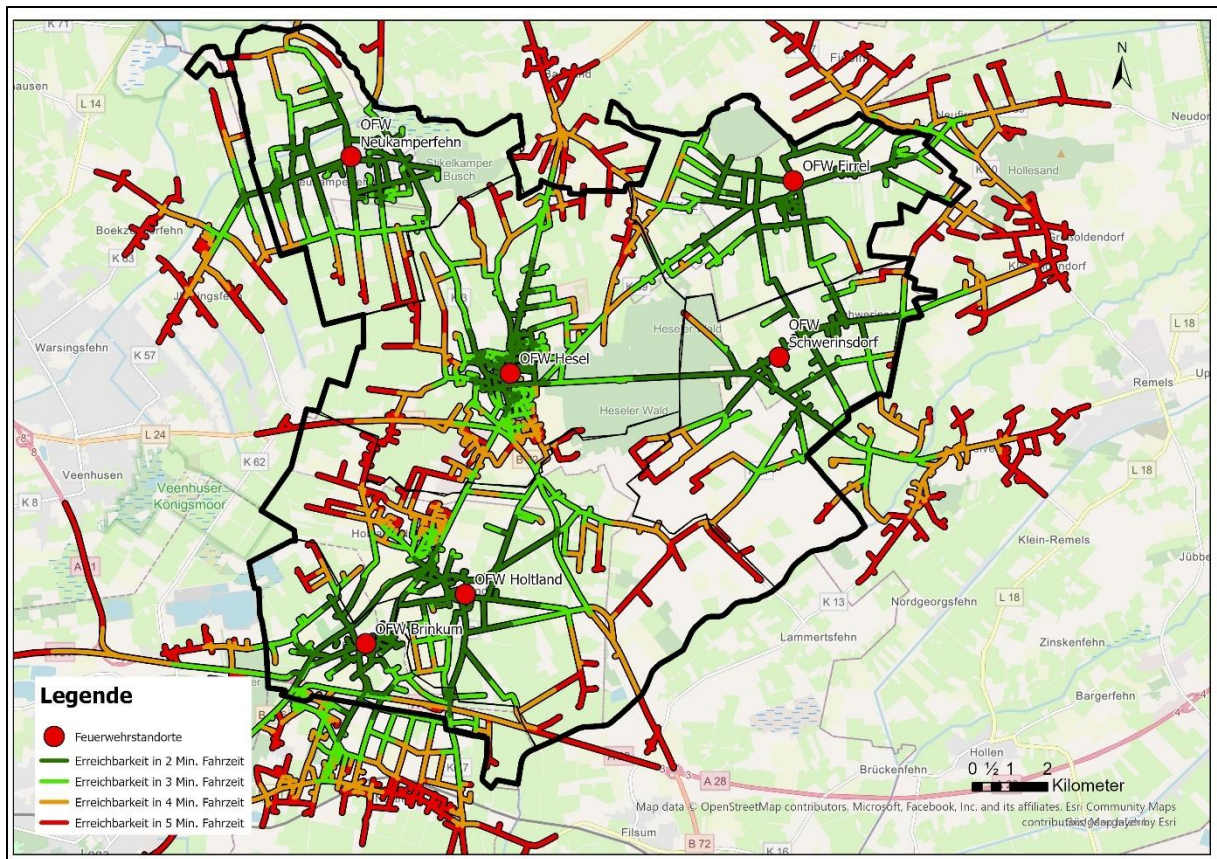 K 71
L 14
N
Neudor
OFW
Neukamperfehn
Stikelkamper
Busch
OFW Firrel
Hollesand
K 63
Warsingsfehn
K 57
Heseler Wald
OFW
Schwerinsdorf
L 18
OFW Hesel
Remels
Heseler Wald
L 24
K 62
Veenhusen
K 8
Veenhuser
Königsmoor
L 18
Klein-Remels
Jübbe
OFW Holtland
K 13
L 18
Nordgeorgsfehn
Lammertsfehn
Zinskenfehn
OFW Brinkum
Bargerfehn
Hollen
Brückenfehn
A 28
Filsum
B 72
K 16
Legende
Feuerwehrstandorte
Erreichbarkeit in 2 Min. Fahrzeit
Erreichbarkeit in 3 Min. Fahrzeit
Erreichbarkeit in 4 Min. Fahrzeit
Erreichbarkeit in 5 Min. Fahrzeit
0 ½ 1 2
Kilometer
Map data © OpenStreetMap contributors, Microsoft, Facebook, Inc. and its affiliates, Esri Community Maps
by Esri